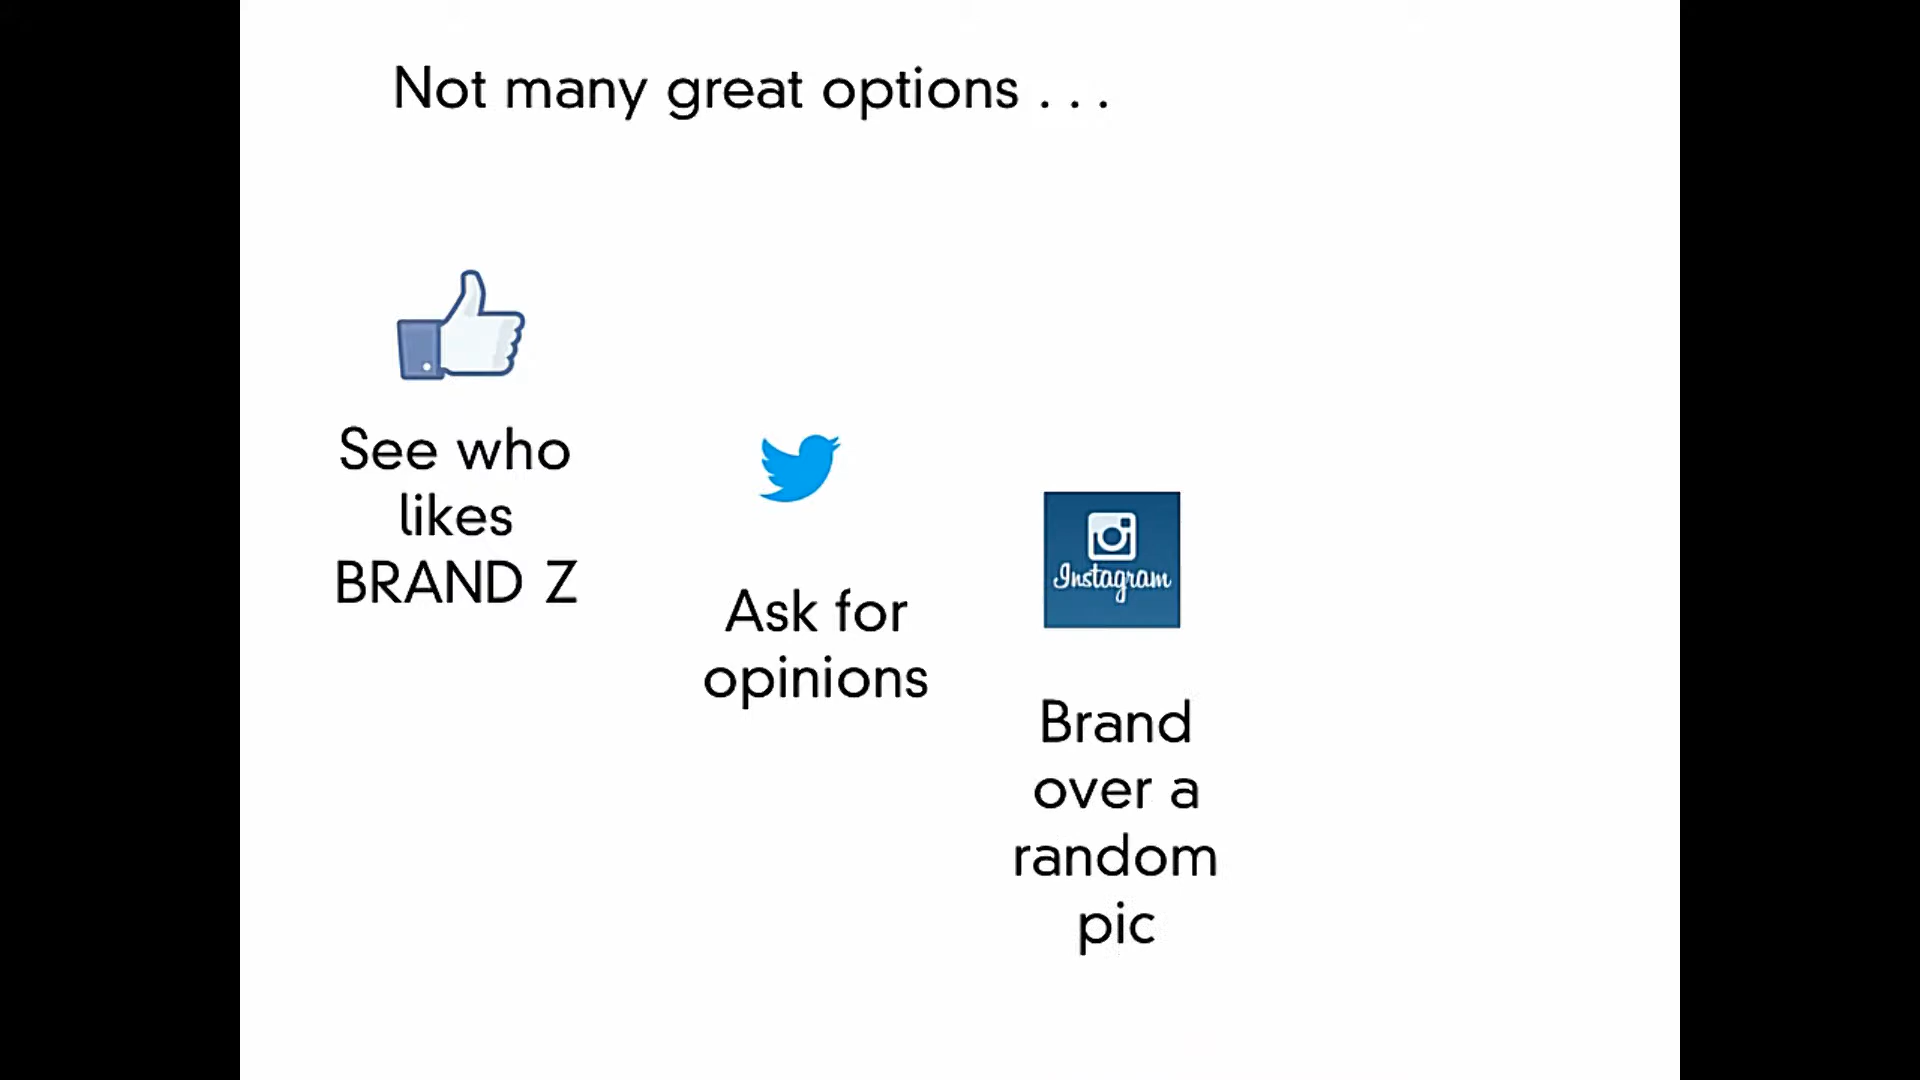 Not many great options . . .
See who
likes
BRAND Z
Ask for
opinions
Instagram
Brand
over a
random
pic